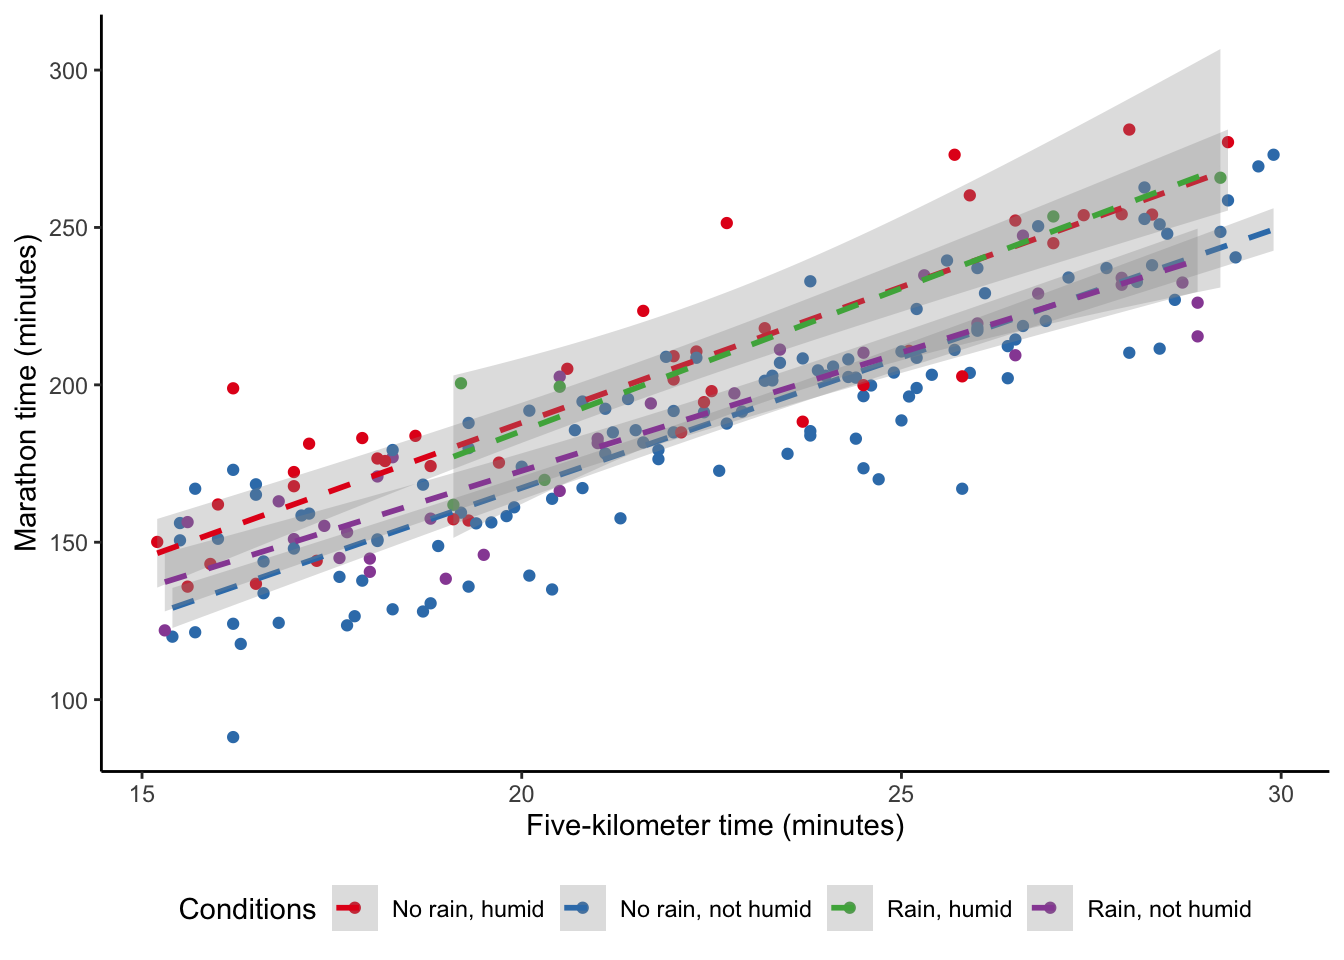 Marathon time (minutes)
300
250
200
150
100
15 20 25 30
Five-kilometer time (minutes)
Conditions No rain, humid No rain, not humid Rain, humid Rain, not humid